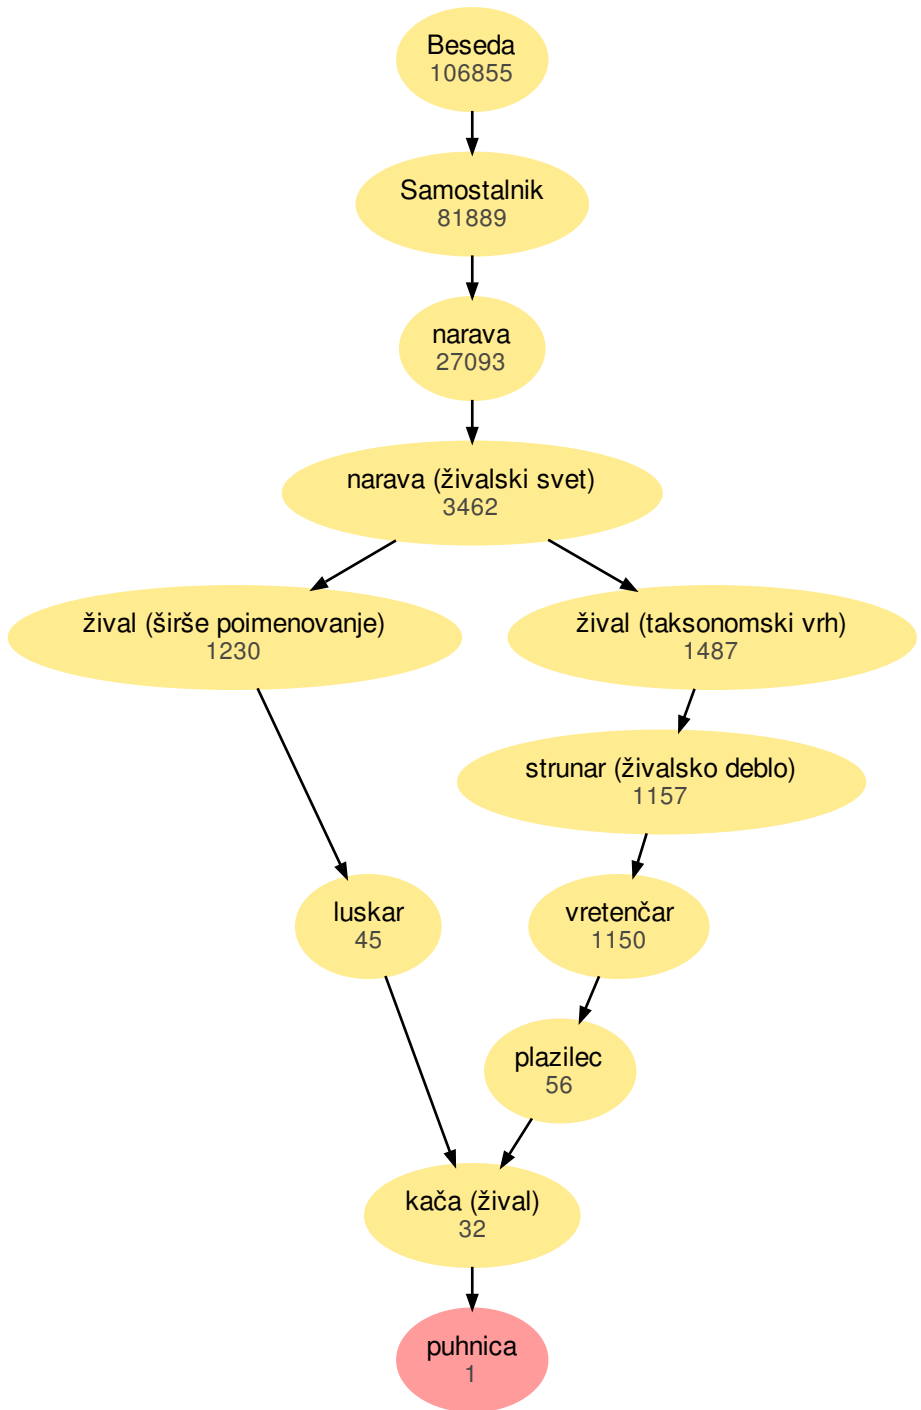 Beseda
106855
Samostalnik
81889
narava
27093
narava (živalski svet)
3462
žival (širše poimenovanje)
1230
žival (taksonomski vrh)
1487
strunar (živalsko deblo)
1157
luskar
45
vretenčar
1150
plazilec
56
kača (žival)
32
puhnica
1